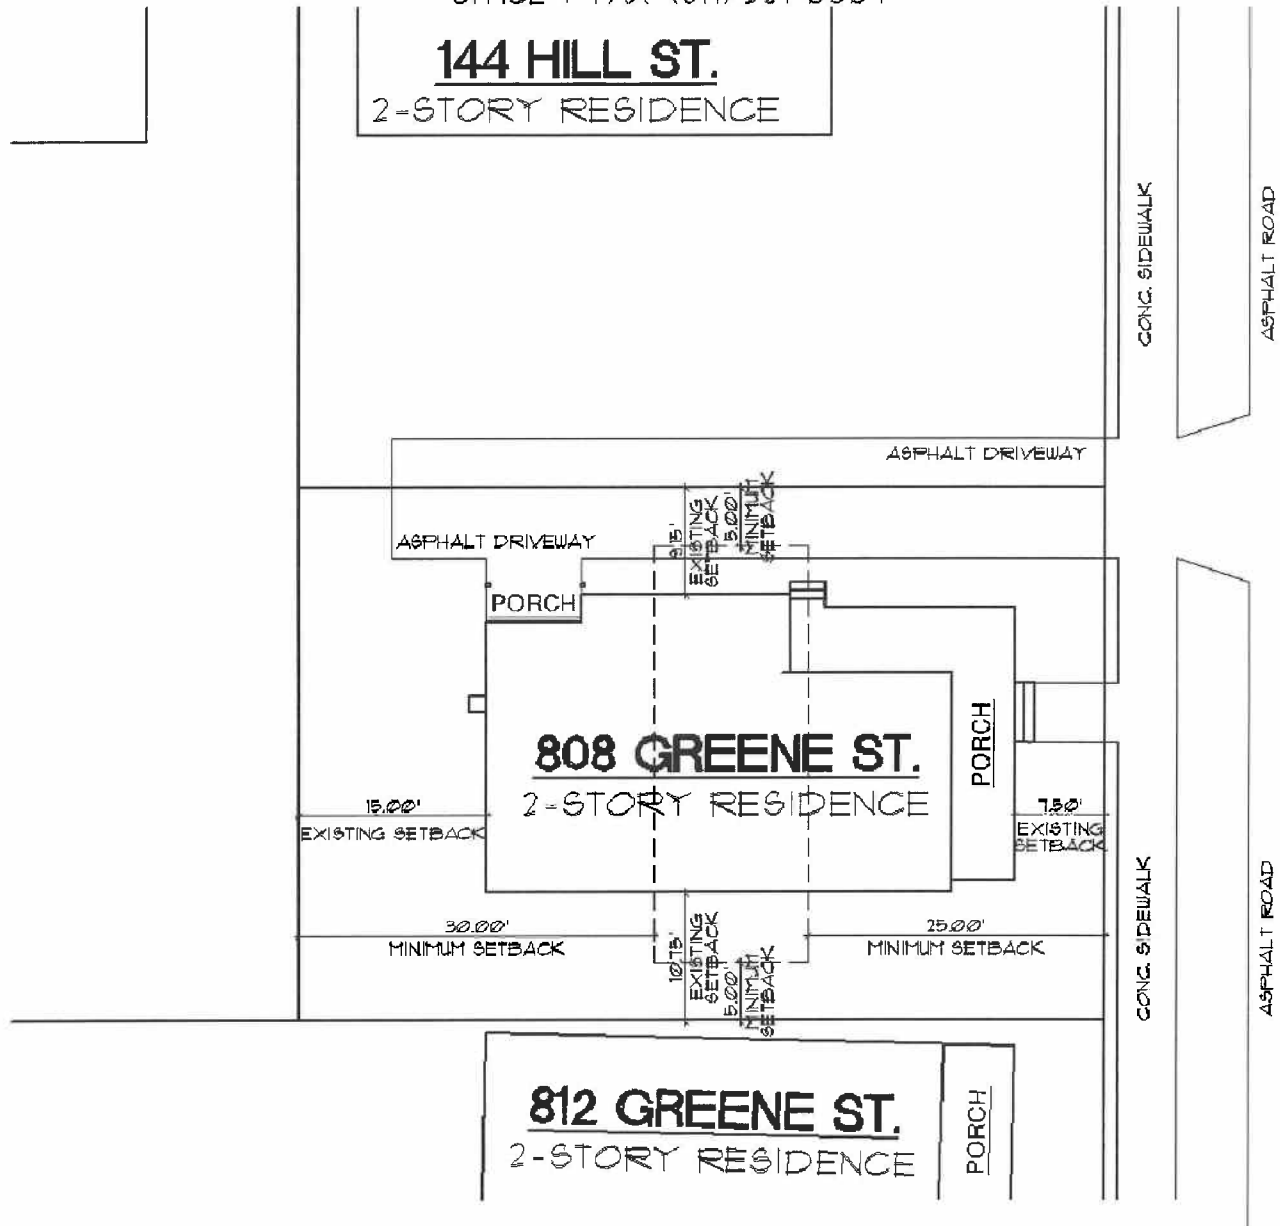 144 HILL ST.
2-STORY RESIDENCE
CONC. SIDEWALK
ASPHALT ROAD
ASPHALT DRIVEWAY
ASPHALT DRIVEWAY
EXISTING
SETBACK
5.00'
MINIMUM
SETBACK
PORCH
808 GREENE ST.
2-STORY RESIDENCE
PORCH
15.00'
EXISTING SETBACK
7.50'
EXISTING
SETBACK
30.00'
MINIMUM SETBACK
10.75'
EXISTING
SETBACK
5.00'
MINIMUM
SETBACK
25.00'
MINIMUM SETBACK
CONC. SIDEWALK
ASPHALT ROAD
812 GREENE ST.
2-STORY RESIDENCE
PORCH